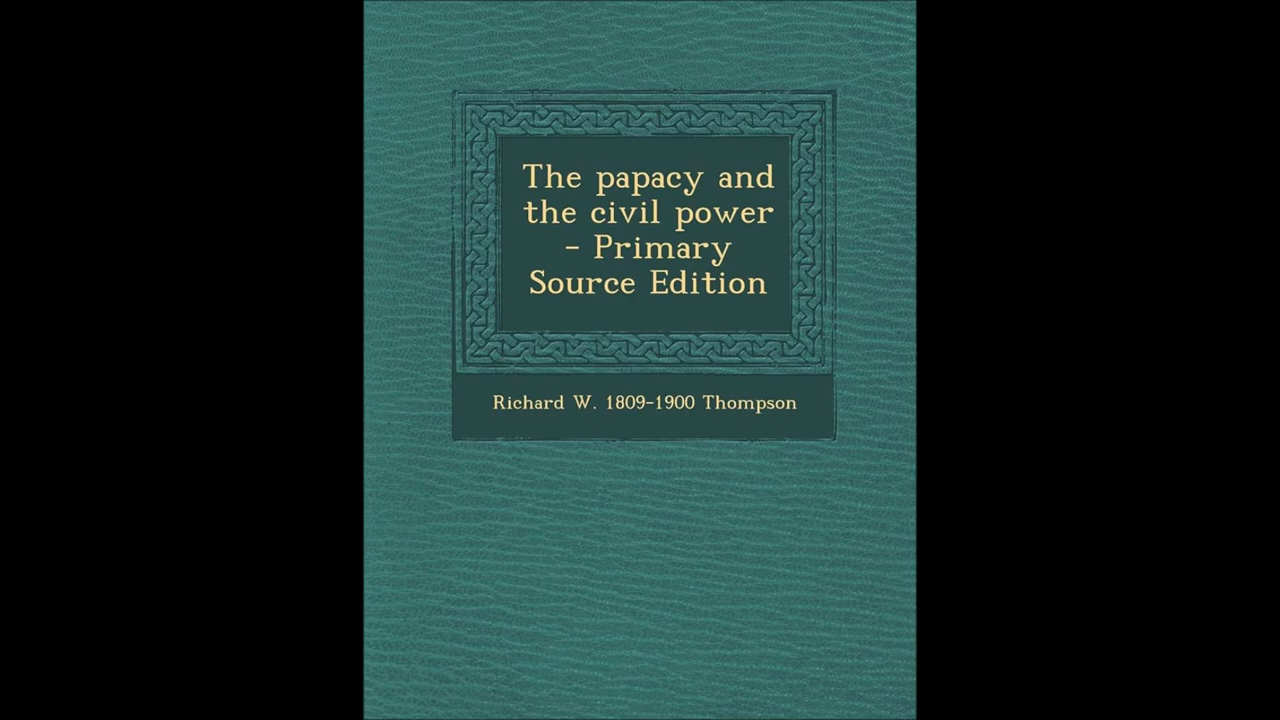 The papacy and
the civil power
- Primary
Source Edition
Richard W. 1809-1900 Thompson